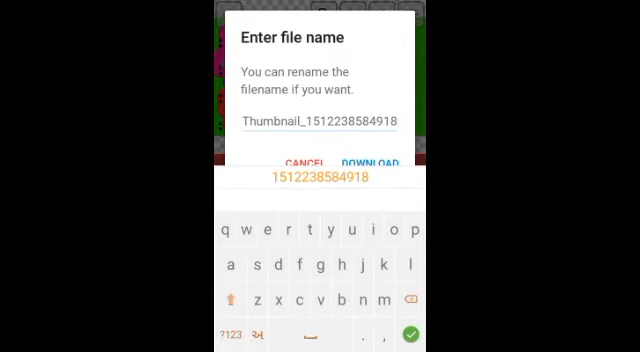 Enter file name
You can rename the
filename if you want.
Thumbnail_1512238584918
CANCEL DOWNLOAD
1512238584918
q w e r t y u i o p
a s d f g h j k l
z x c v b n m
?123 અ . ,